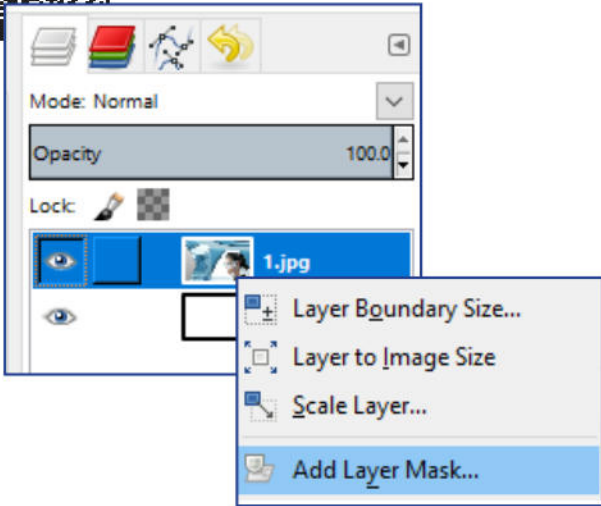 Mode: Normal
Opacity 100.0
Lock:
1.jpg
Layer Boundary Size...
Layer to Image Size
Scale Layer...
Add Layer Mask...